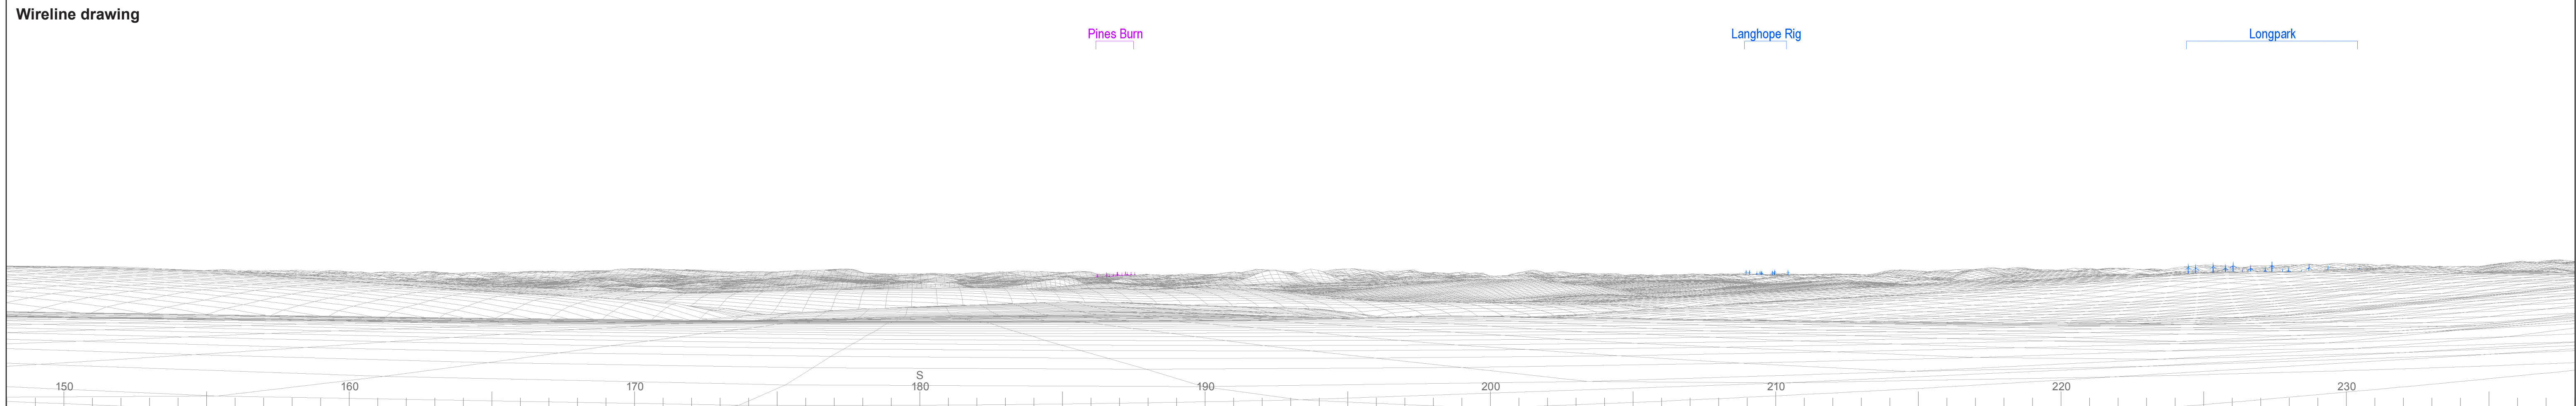 Wireline drawing
Pines Burn
Langhope Rig
Longpark
S
150
160
170
180
190
200
210
220
230